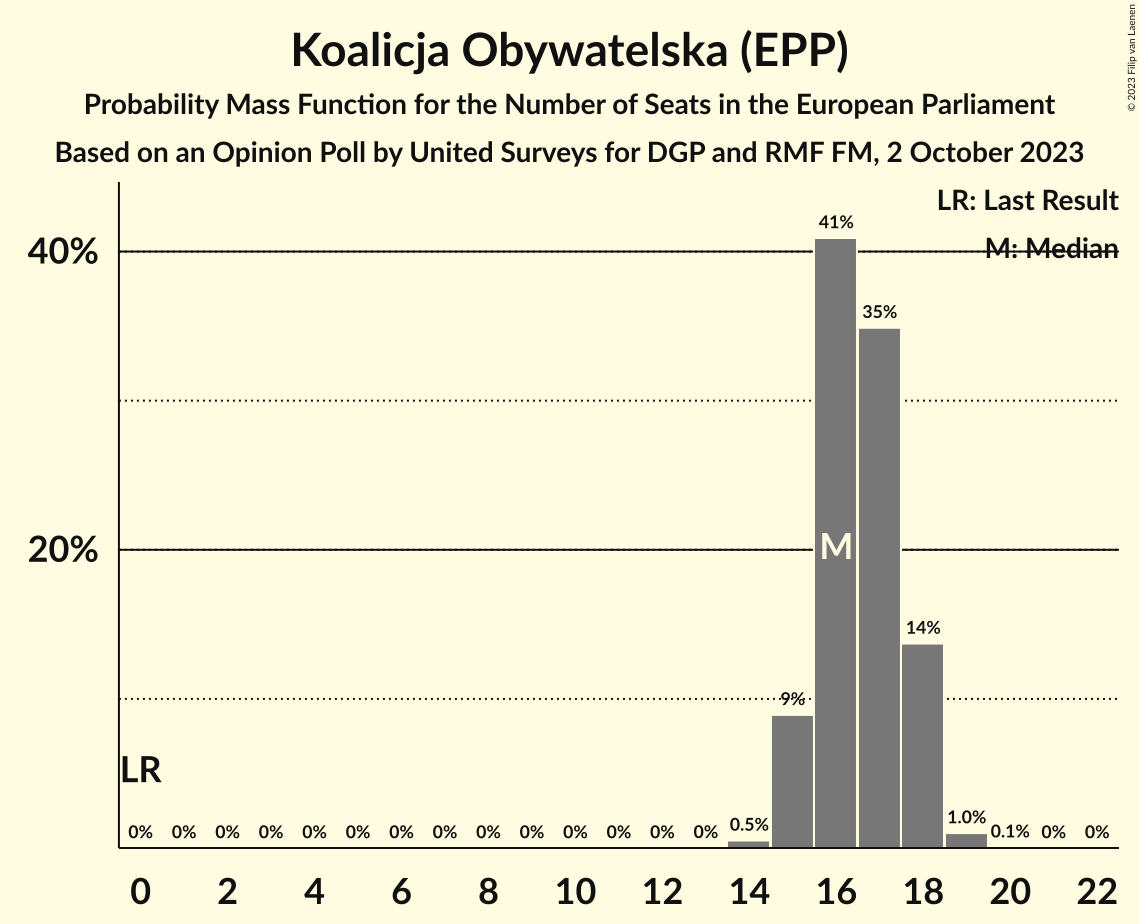 Koalicja Obywatelska (EPP)
Probability Mass Function for the Number of Seats in the European Parliament
Based on an Opinion Poll by United Surveys for DGP and RMF FM, 2 October 2023
© 2023 Filip van Laenen
LR: Last Result
M: Median
40%
20%
41%
35%
M
14%
9%
LR
0% 0% 0% 0% 0% 0% 0% 0% 0% 0% 0% 0% 0% 0% 0.5% 1.0% 0.1% 0% 0%
0 2 4 6 8 10 12 14 16 18 20 22